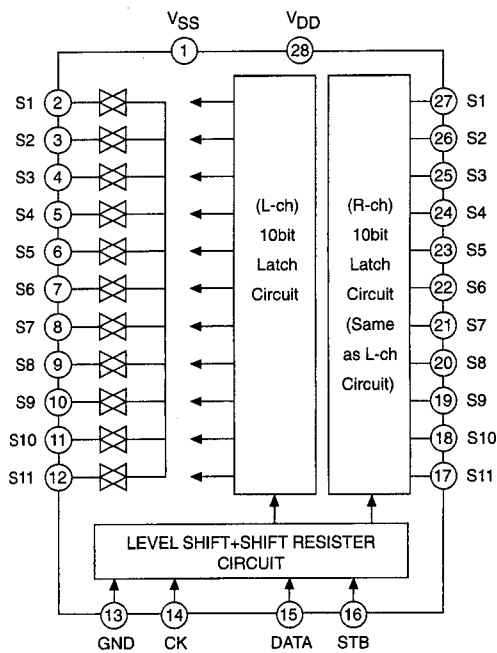 VSS VDD
1 28
S1 2 27 S1
S2 3 26 S2
S3 4 25 S3
S4 5 24 S4
S5 6 23 S5
S6 7 22 S6
S7 8 21 S7
S8 9 20 S8
S9 10 19 S9
S10 11 18 S10
S11 12 17 S11
(L-ch)
10bit
Latch
Circuit
(R-ch)
10bit
Latch
Circuit
(Same
as L-ch
Circuit)
LEVEL SHIFT+SHIFT RESISTER
CIRCUIT
13 14 15 16
GND CK DATA STB